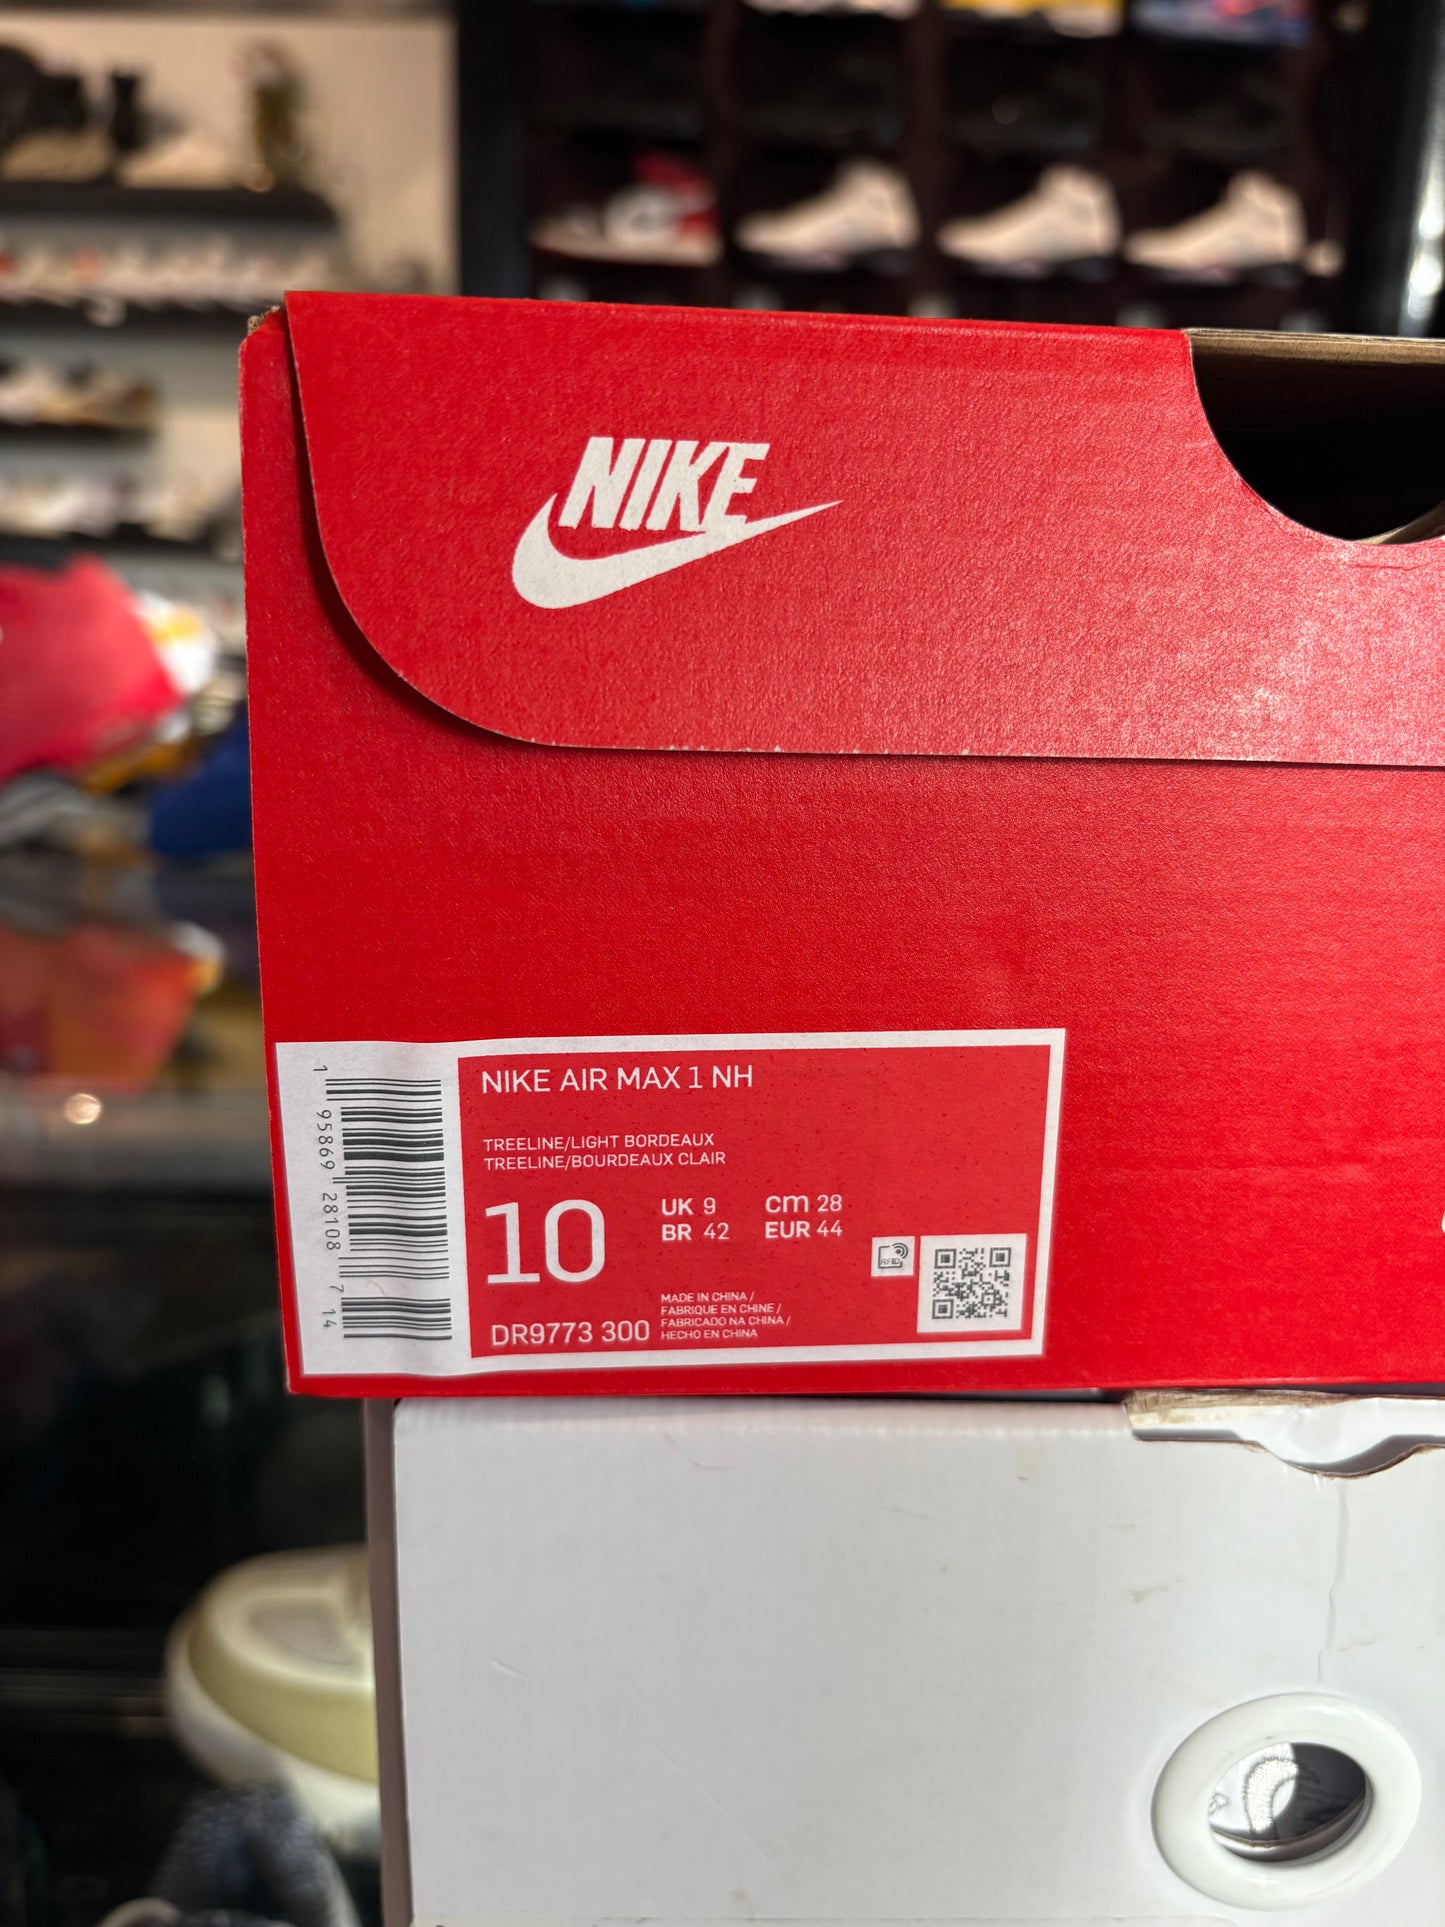 NIKE
NIKE AIR MAX 1 NH
TREELINE/LIGHT BORDEAUX
TREELINE/BOURDEAUX CLAIR
10
UK 9
cm 28
BR 42
EUR 44
RFID
MADE IN CHINA /
FABRIQUE EN CHINE /
FABRICADO NA CHINA /
HECHO EN CHINA
DR9773 300
1 95869 28108 7 14